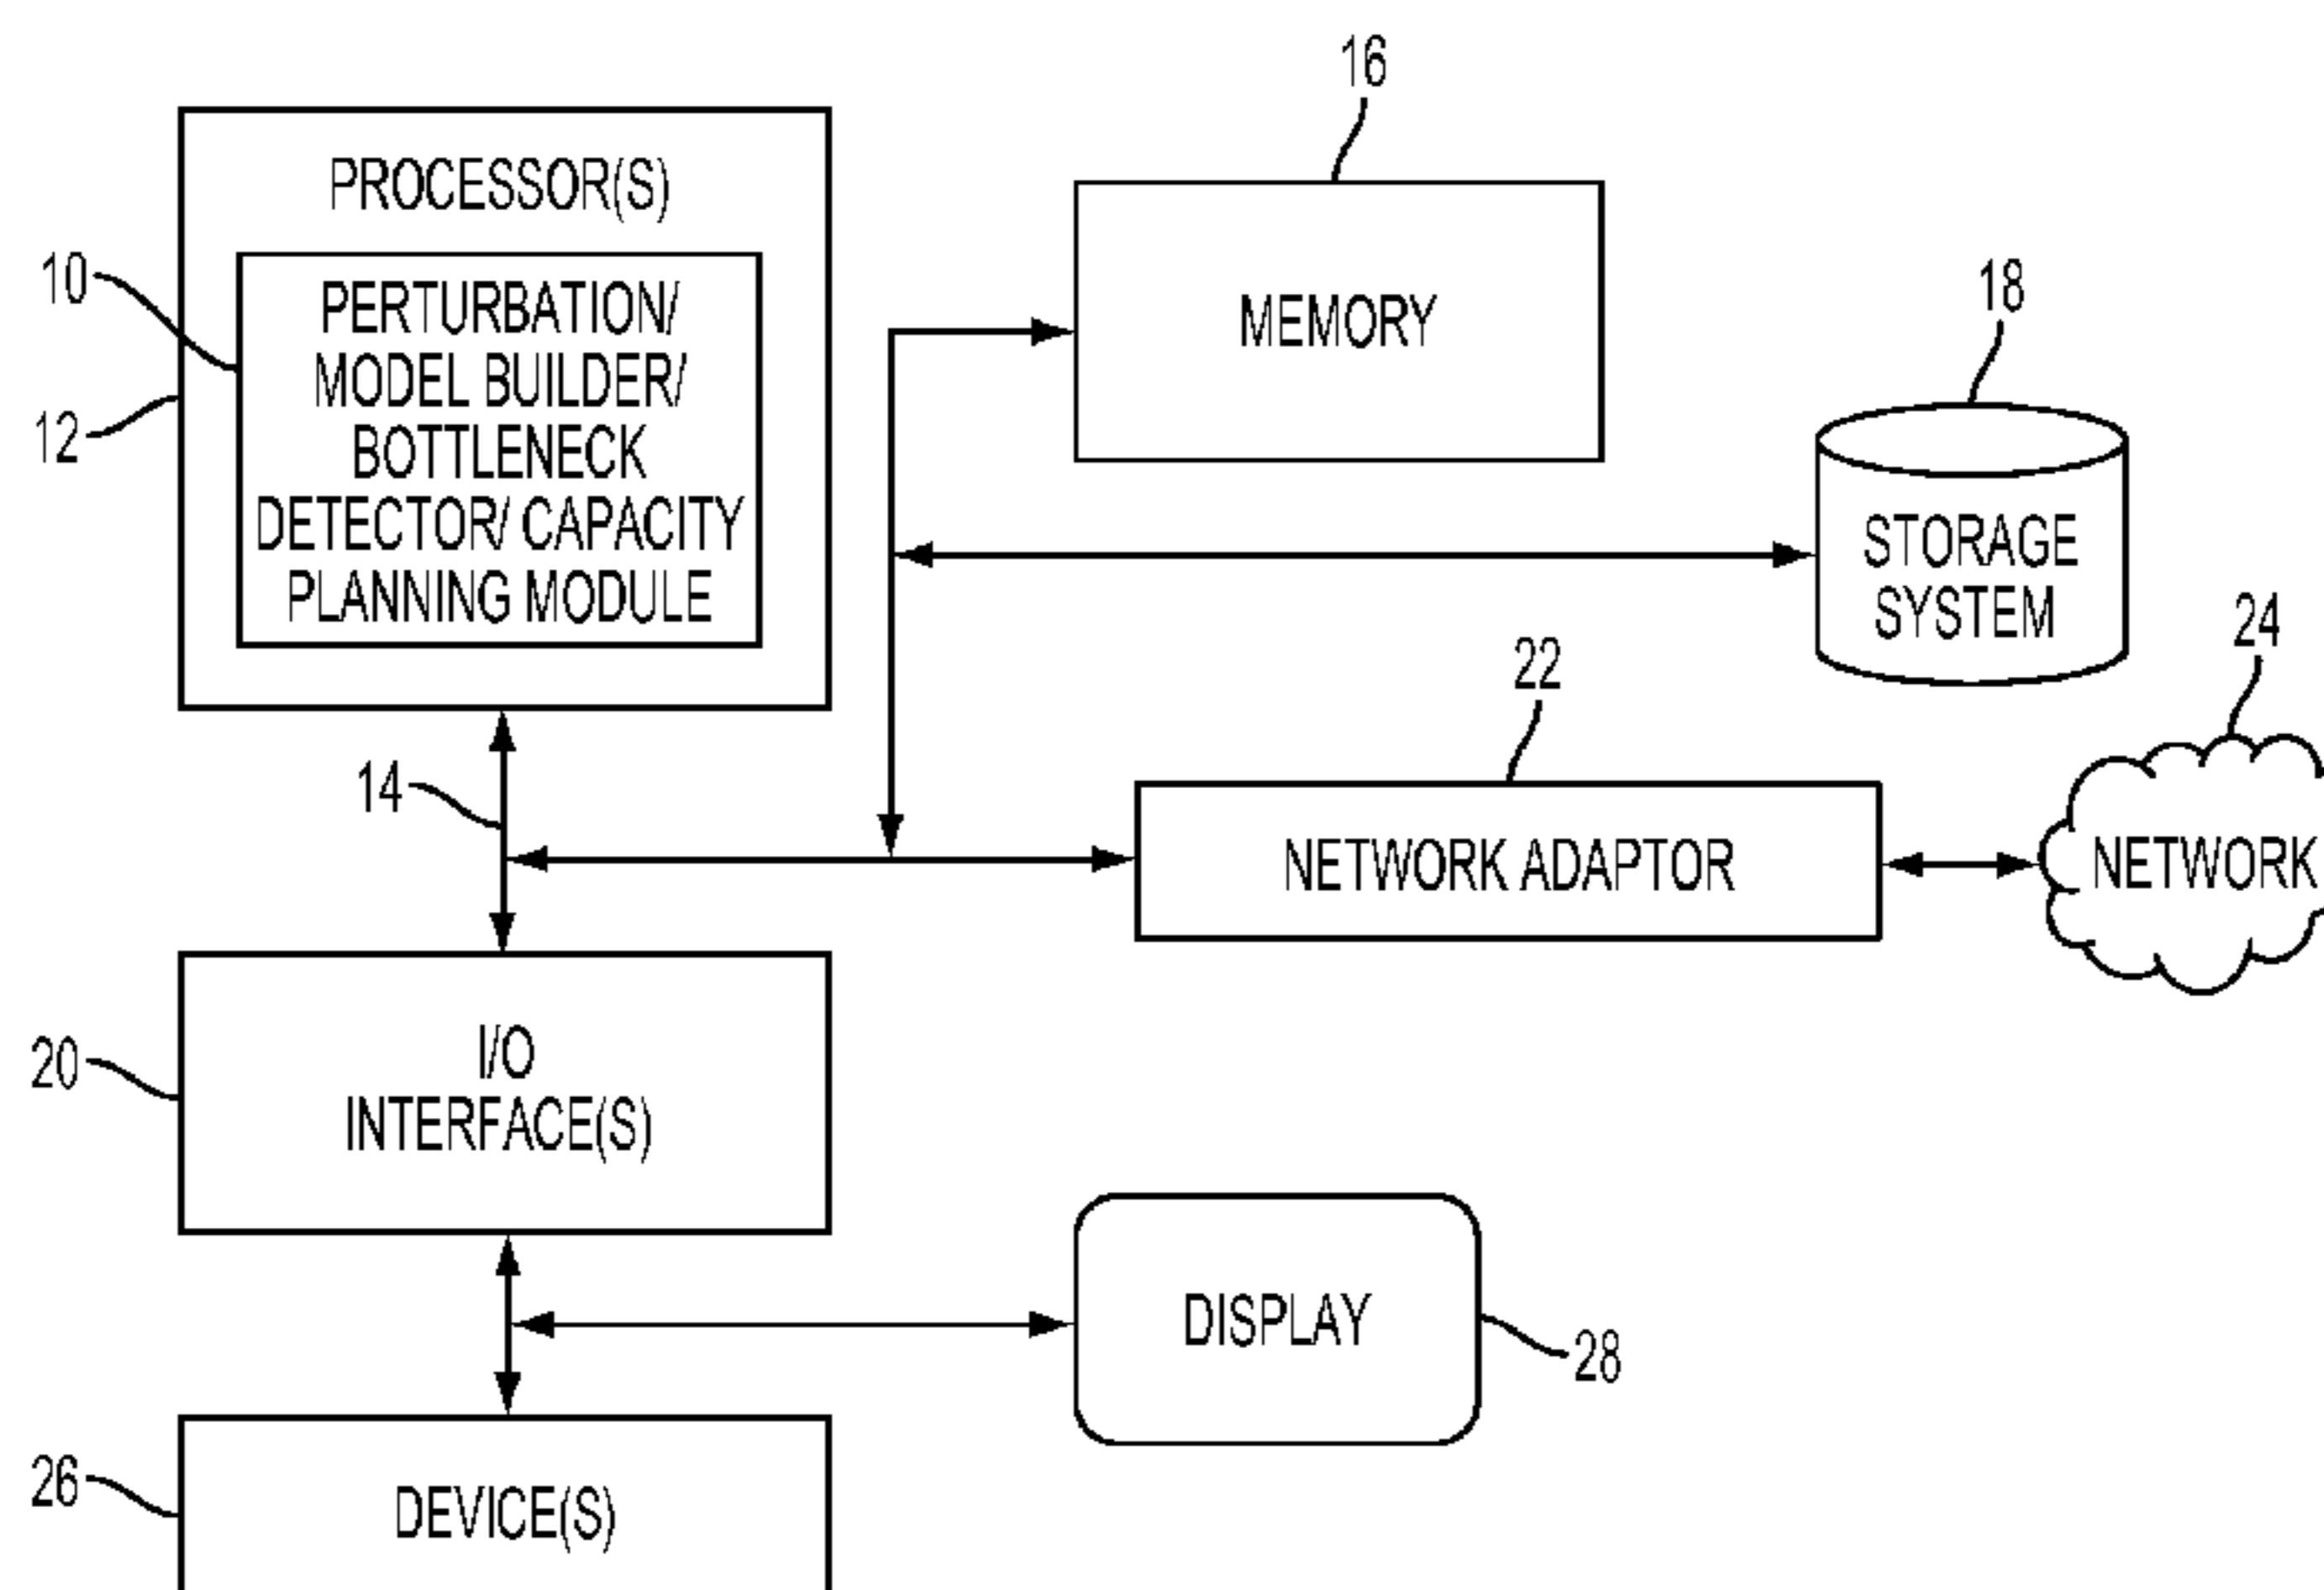 16
PROCESSOR(S)
10
PERTURBATION/
MODEL BUILDER/
BOTTLENECK
DETECTOR/ CAPACITY
PLANNING MODULE
12
MEMORY
18
STORAGE
SYSTEM
24
22
14
NETWORK ADAPTOR
NETWORK
20
I/O
INTERFACE(S)
DISPLAY
28
26
DEVICE(S)